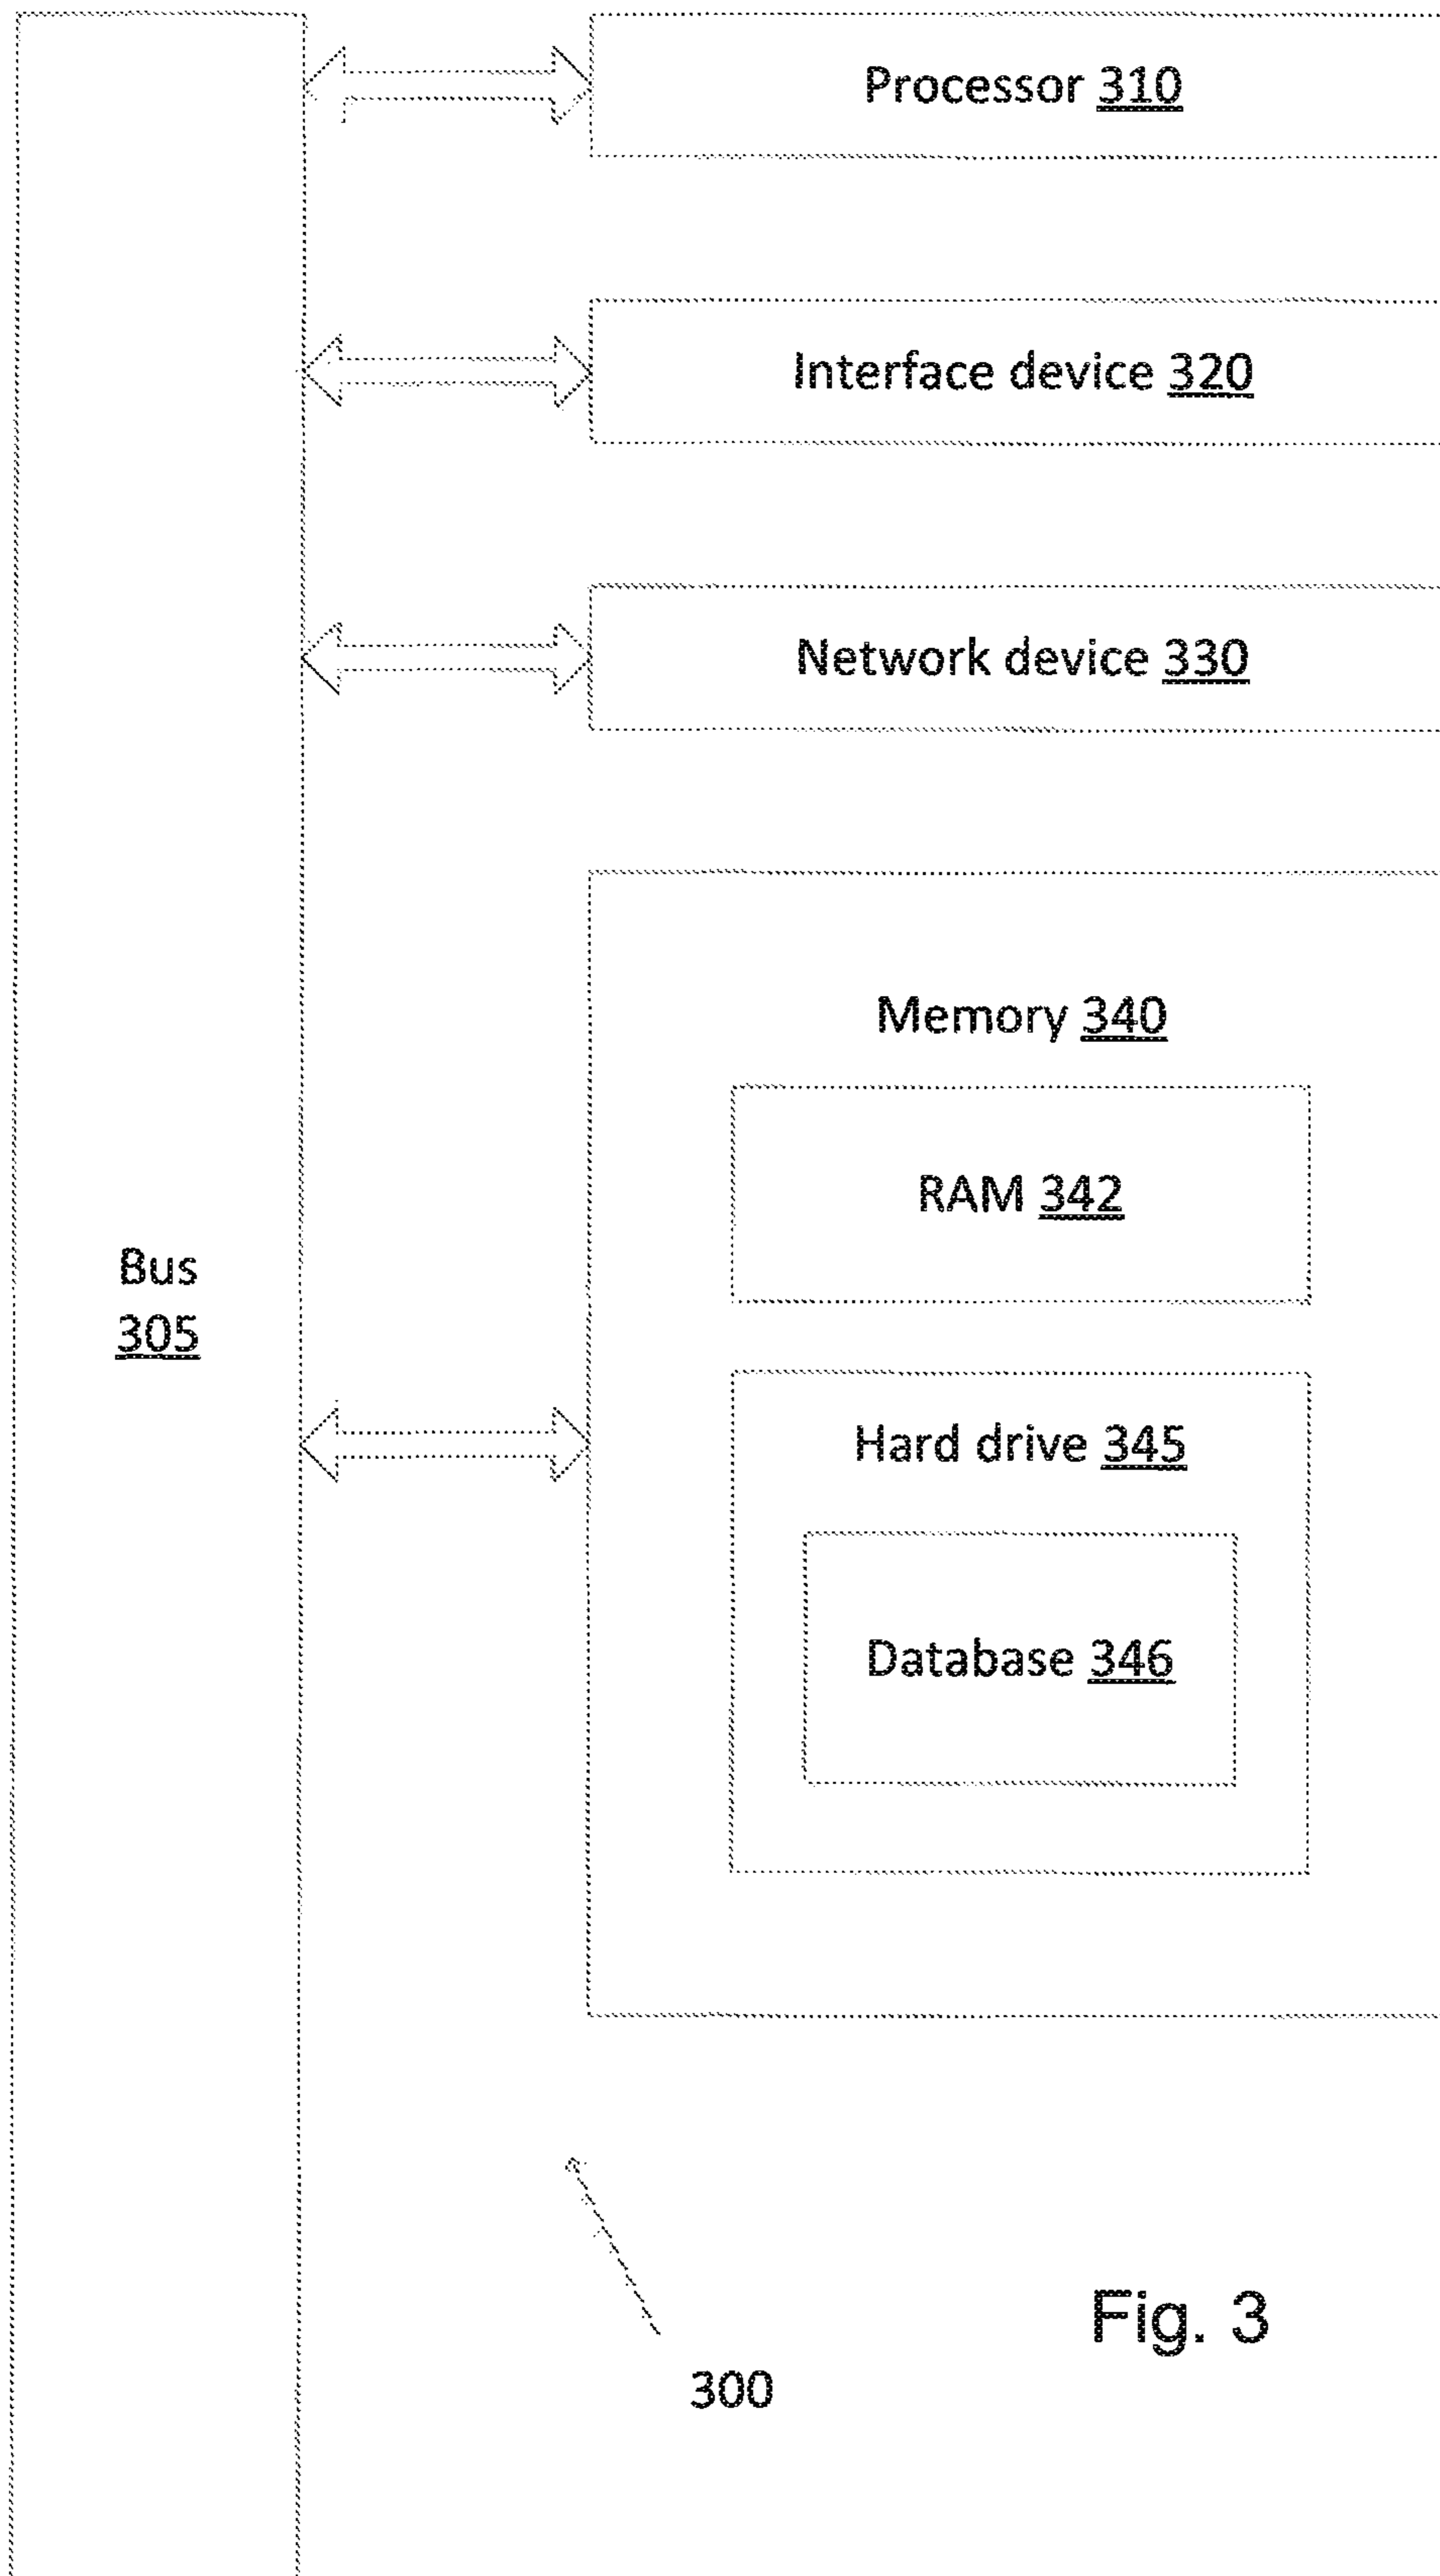 Processor 310
Interface device 320
Network device 330
Memory 340
RAM 342
Bus
305
Hard drive 345
Database 346
Fig. 3
300